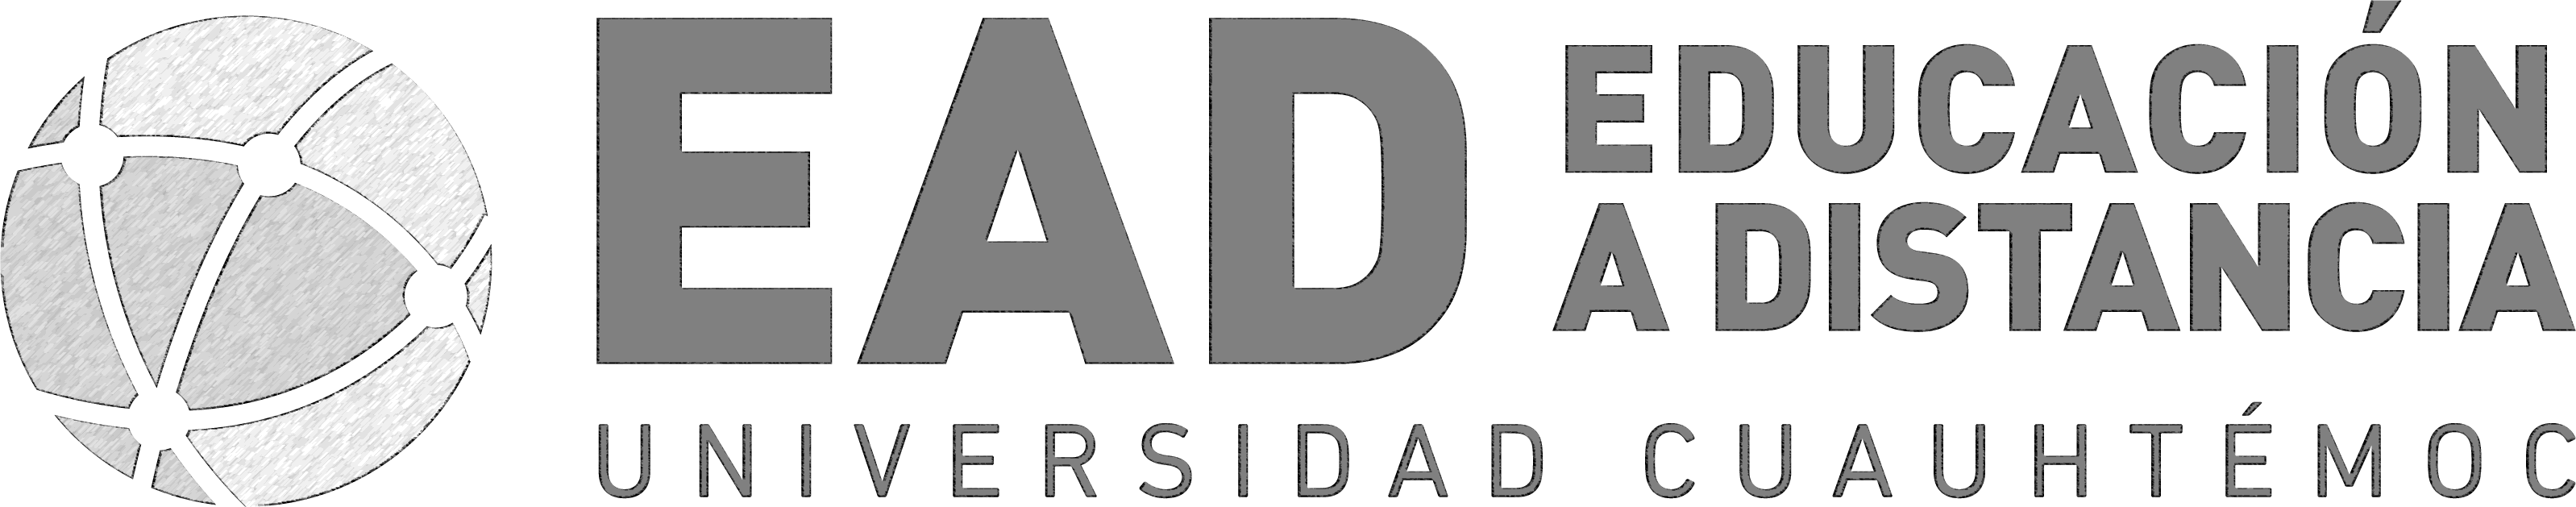 EAD
EDUCACIÓN
A DISTANCIA
UNIVERSIDAD CUAUHTÉMOC